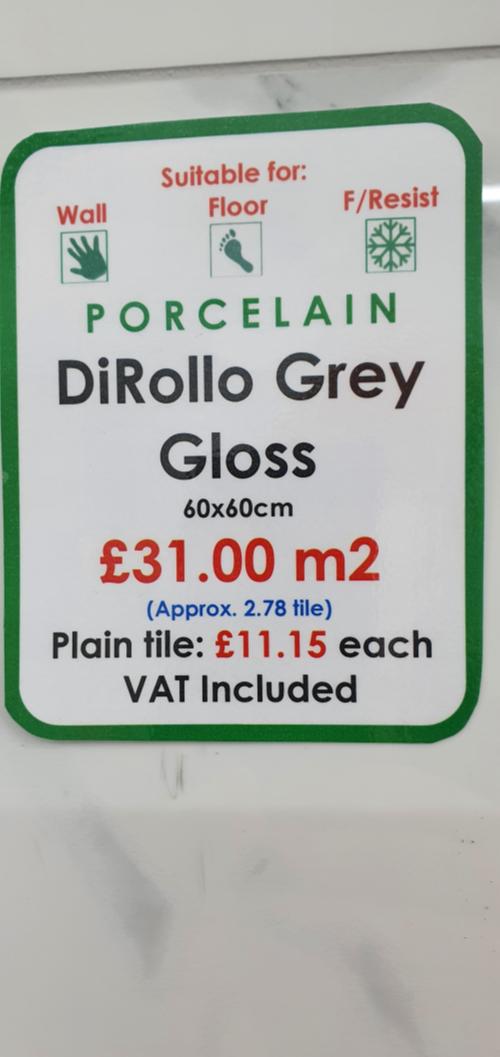 Suitable for:
Wall Floor F/Resist
PORCELAIN
DiRollo Grey
Gloss
60x60cm
£31.00 m2
(Approx. 2.78 tile)
Plain tile: £11.15 each
VAT Included